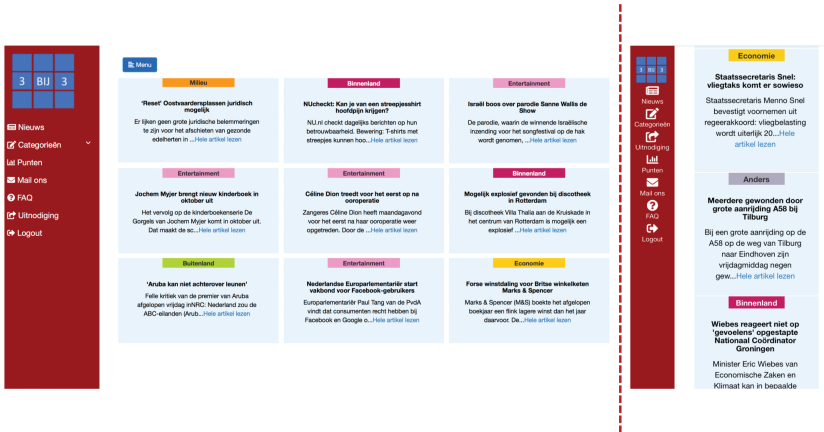 3 BIJ 3
Nieuws
Categorieën
Punten
Mail ons
FAQ
Uitnodiging
Logout
Menu
Milieu
'Reset' Oostvaardersplassen juridisch
mogelijk
Er lijken geen grote juridische belemmeringen
te zijn voor het afschieten van gezonde
edelherten in ...Hele artikel lezen
Binnenland
NUcheckt: Kan je van een streepjesshirt
hoofdpijn krijgen?
NU.nl checkt dagelijks berichten op hun
betrouwbaarheid. Bewering: T-shirts met
streepjes kunnen hoo...Hele artikel lezen
Entertainment
Israël boos over parodie Sanne Wallis de
Show
De parodie, waarin de winnende Israëlische
inzending voor het songfestival op de hak
wordt genomen, ...Hele artikel lezen
Entertainment
Jochem Myjer brengt nieuw kinderboek in
oktober uit
Het vervolg op de kinderboekenserie De
Gorgels van Jochem Myjer komt in oktober uit.
Dat maakt de sc...Hele artikel lezen
Entertainment
Céline Dion treedt voor het eerst op na
ooroperatie
Zangeres Céline Dion heeft maandagavond
voor het eerst na haar ooroperatie weer
opgetreden. Door de ...Hele artikel lezen
Binnenland
Mogelijk explosief gevonden bij discotheek
in Rotterdam
Bij discotheek Villa Thalia aan de Kruiskade in
het centrum van Rotterdam is mogelijk een
explosief ...Hele artikel lezen
Buitenland
'Aruba kan niet achterover leunen'
Felle kritiek van de premier van Aruba
afgelopen vrijdag inNRC: Nederland zou de
ABC-eilanden (Arub...Hele artikel lezen
Entertainment
Nederlandse Europarlementariër start
vakbond voor Facebook-gebruikers
Europarlementariër Paul Tang van de PvdA
vindt dat consumenten recht hebben bij
Facebook en Google o...Hele artikel lezen
Economie
Forse winstdaling voor Britse winkelketen
Marks & Spencer
Marks & Spencer (M&S) boekte het afgelopen
boekjaar een flink lagere winst dan het jaar
daarvoor. De...Hele artikel lezen
3 BIJ 3
Nieuws
Categorieën
Uitnodiging
Punten
Mail ons
FAQ
Logout
Economie
Staatssecretaris Snel:
vliegtaks komt er sowieso
Staatssecretaris Menno Snel
bevestigt voornemen uit
regeerakkoord: vliegbelasting
wordt uiterlijk 20...Hele
artikel lezen
Anders
Meerdere gewonden door
grote aanrijding A58 bij
Tilburg
Bij een grote aanrijding op de
A58 op de weg van Tilburg
naar Eindhoven zijn
vrijdagmiddag negen
gew...Hele artikel lezen
Binnenland
Wiebes reageert niet op
'gevoelens' opgestapte
Nationaal Coördinator
Groningen
Minister Eric Wiebes van
Economische Zaken en
Klimaat kan in bepaalde